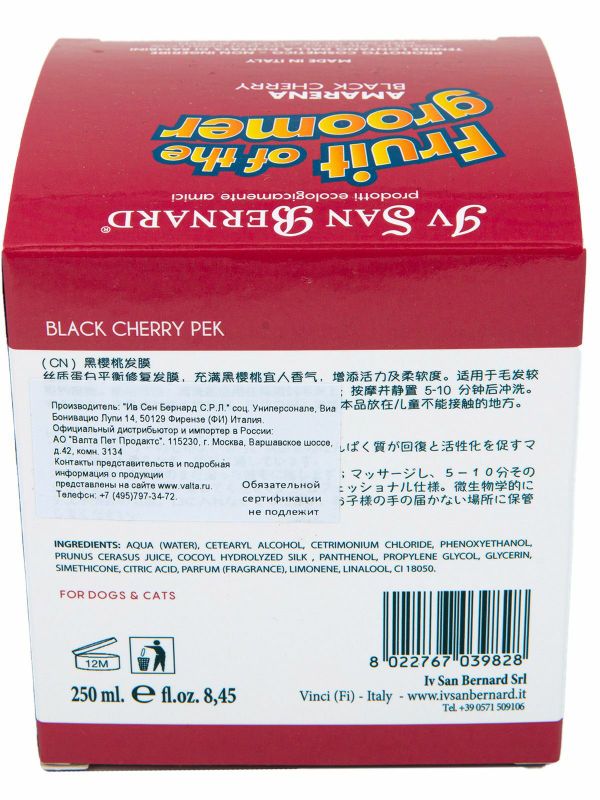 IV SAN BERNARD®
prodotti ecologicamente amici
Fruit of the
groomer
AMARENA
BLACK CHERRY
MADE IN ITALY
PRODOTTO COSMETICO - NON INGERIRE
BLACK CHERRY PEK
(CN) 黑樱桃发膜
丝质蛋白平衡修复发膜，充满黑樱桃宜人香气，增添活力及柔软度。适用于毛发较
；按摩并静置 5-10 分钟后冲洗。
本品放在儿童不能接触的地方。
Производитель: "Ив Сен Бернард С.Р.Л." соц. Униперсонале, Виа
Бонивацио Лупи 14, 50129 Фирензе (ФИ) Италия.
Официальный дистрибьютор и импортер в России:
АО "Валта Пет Продактс". 115230, г. Москва, Варшавское шоссе,
д.42, комн. 3134
Контакты представительств и подробная
информация о продукции
представлены на сайте www.valta.ru.
Телефон: +7 (495)797-34-72.
Обязательной
сертификации
не подлежит
んぱく質が回復と活性化を促すマ
マッサージし、５－１０分その
ェッショナル仕様。微生物学的に
お子様の手の届かない場所に保管
INGREDIENTS: AQUA (WATER), CETEARYL ALCOHOL, CETRIMONIUM CHLORIDE, PHENOXYETHANOL,
PRUNUS CERASUS JUICE, COCOYL HYDROLYZED SILK , PANTHENOL, PROPYLENE GLYCOL, GLYCERIN,
SIMETHICONE, CITRIC ACID, PARFUM (FRAGRANCE), LIMONENE, LINALOOL, CI 18050.
FOR DOGS & CATS
12M
250 ml. e fl.oz. 8,45
8 022767 039828
Iv San Bernard Srl
Vinci (Fi) - Italy - www.ivsanbernard.it
Tel. +39 0571 509106